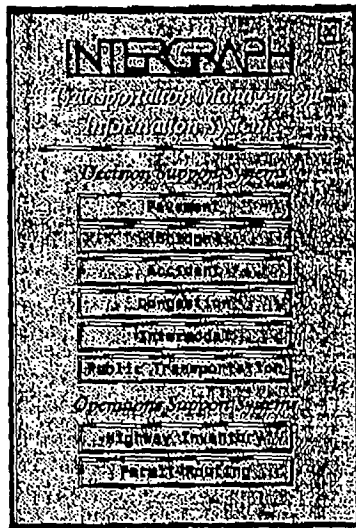 INTERGRAPH
Transportation Management
Information System
Decision Support Systems
Pavement
Bridge
Accident
Congestion
Intermodal
Public Transportation
Operations Support Systems
Highway Inventory
Permit Routing